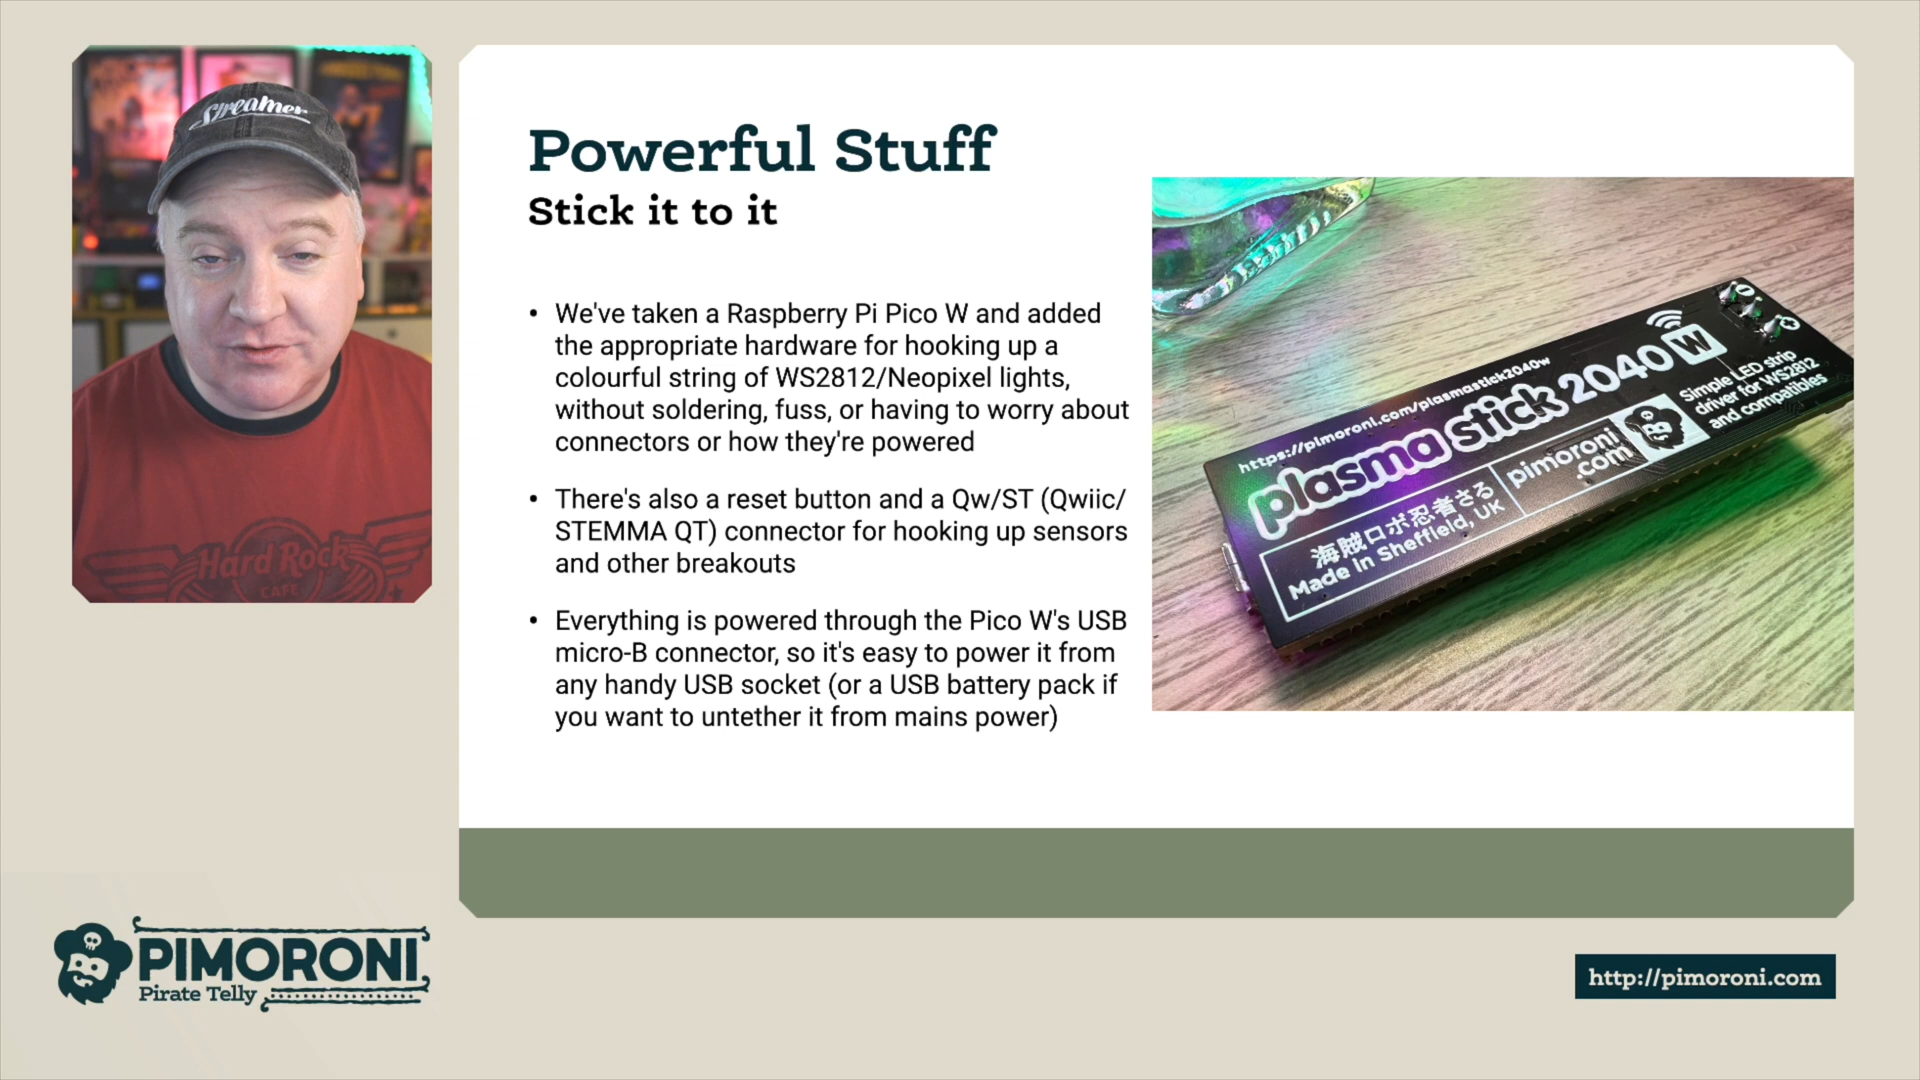 Streamer
Hard Rock
CAFE
Powerful Stuff
Stick it to it
• We've taken a Raspberry Pi Pico W and added
the appropriate hardware for hooking up a
colourful string of WS2812/Neopixel lights,
without soldering, fuss, or having to worry about
connectors or how they're powered
• There's also a reset button and a Qw/ST (Qwiic/
STEMMA QT) connector for hooking up sensors
and other breakouts
• Everything is powered through the Pico W's USB
micro-B connector, so it's easy to power it from
any handy USB socket (or a USB battery pack if
you want to untether it from mains power)
https://pimoroni.com/plasmastick2040w
plasma stick 2040 W
海賊ロボ忍者さる
Made in Sheffield, UK
pimoroni
.com
Simple LED strip
driver for WS2812
and compatibles
PIMORONI
Pirate Telly
http://pimoroni.com